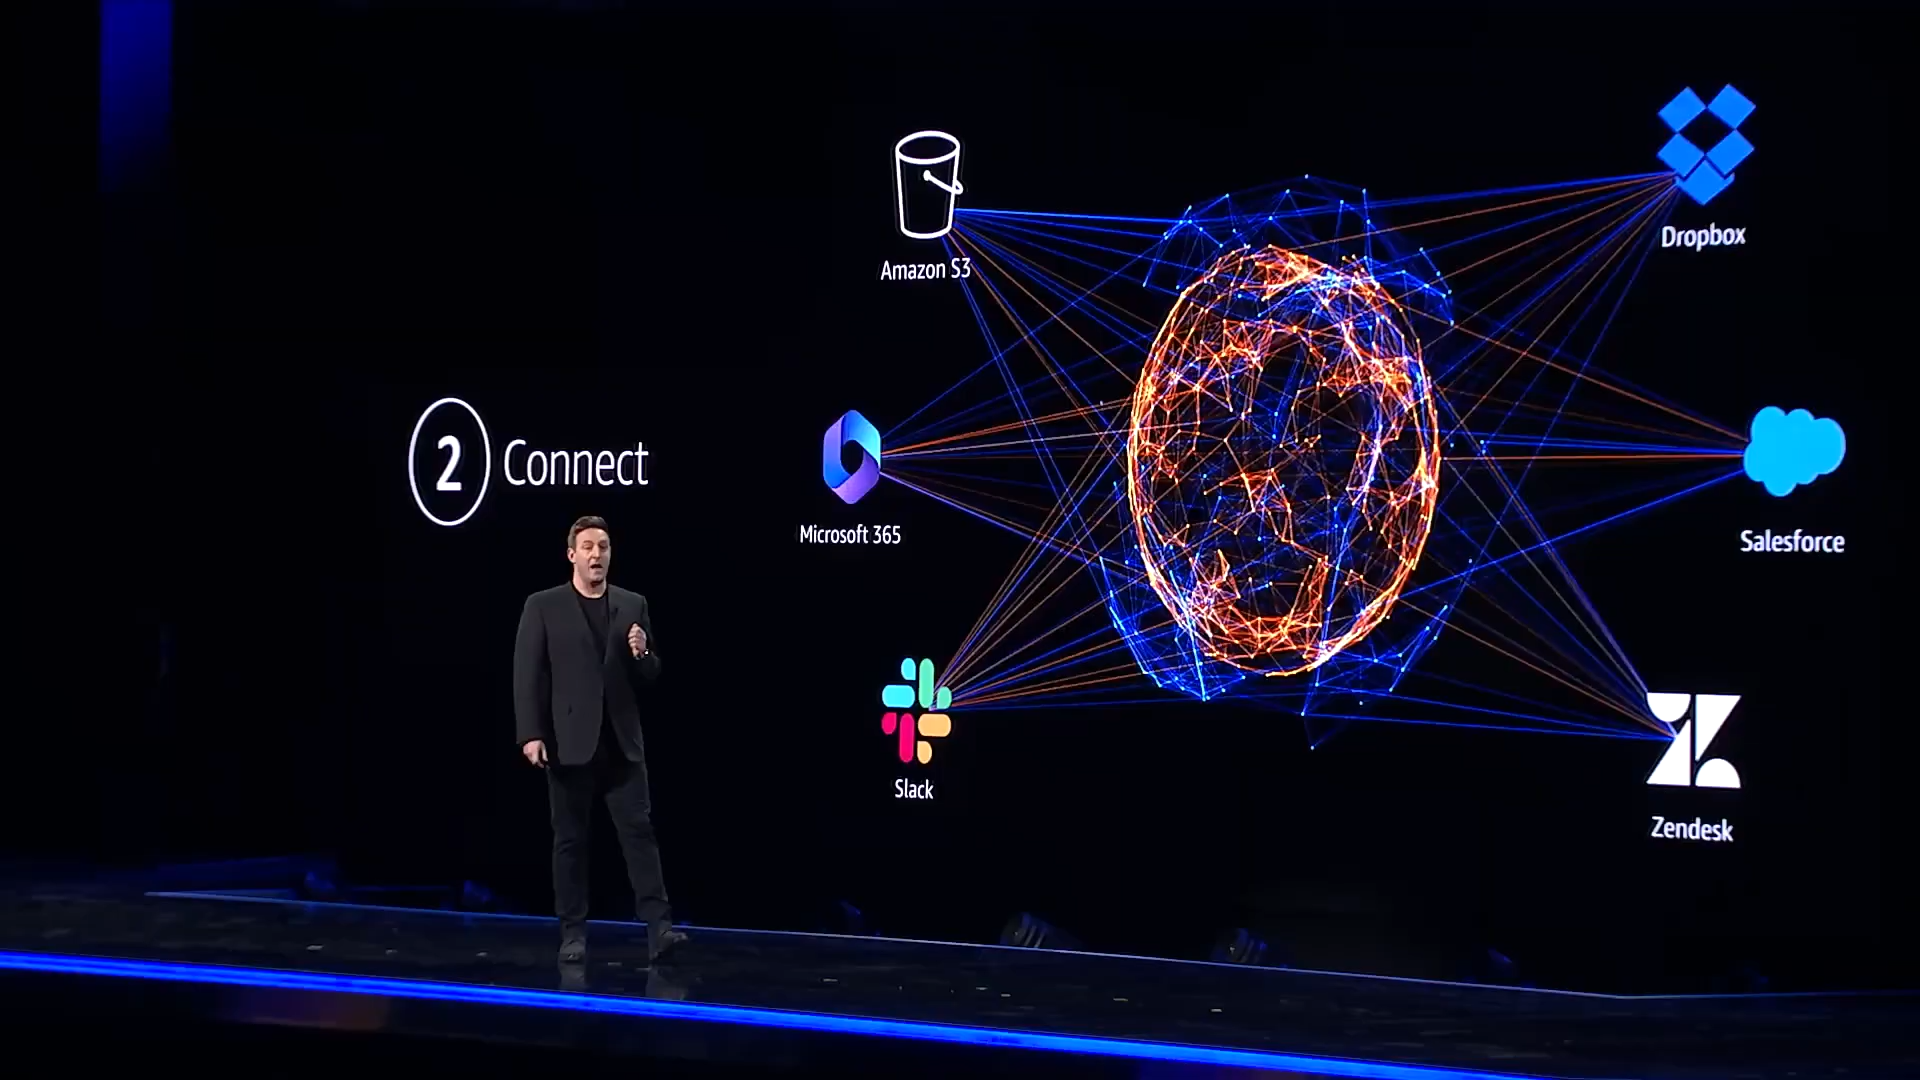 2 Connect
Amazon S3
Microsoft 365
Slack
Dropbox
Salesforce
Zendesk